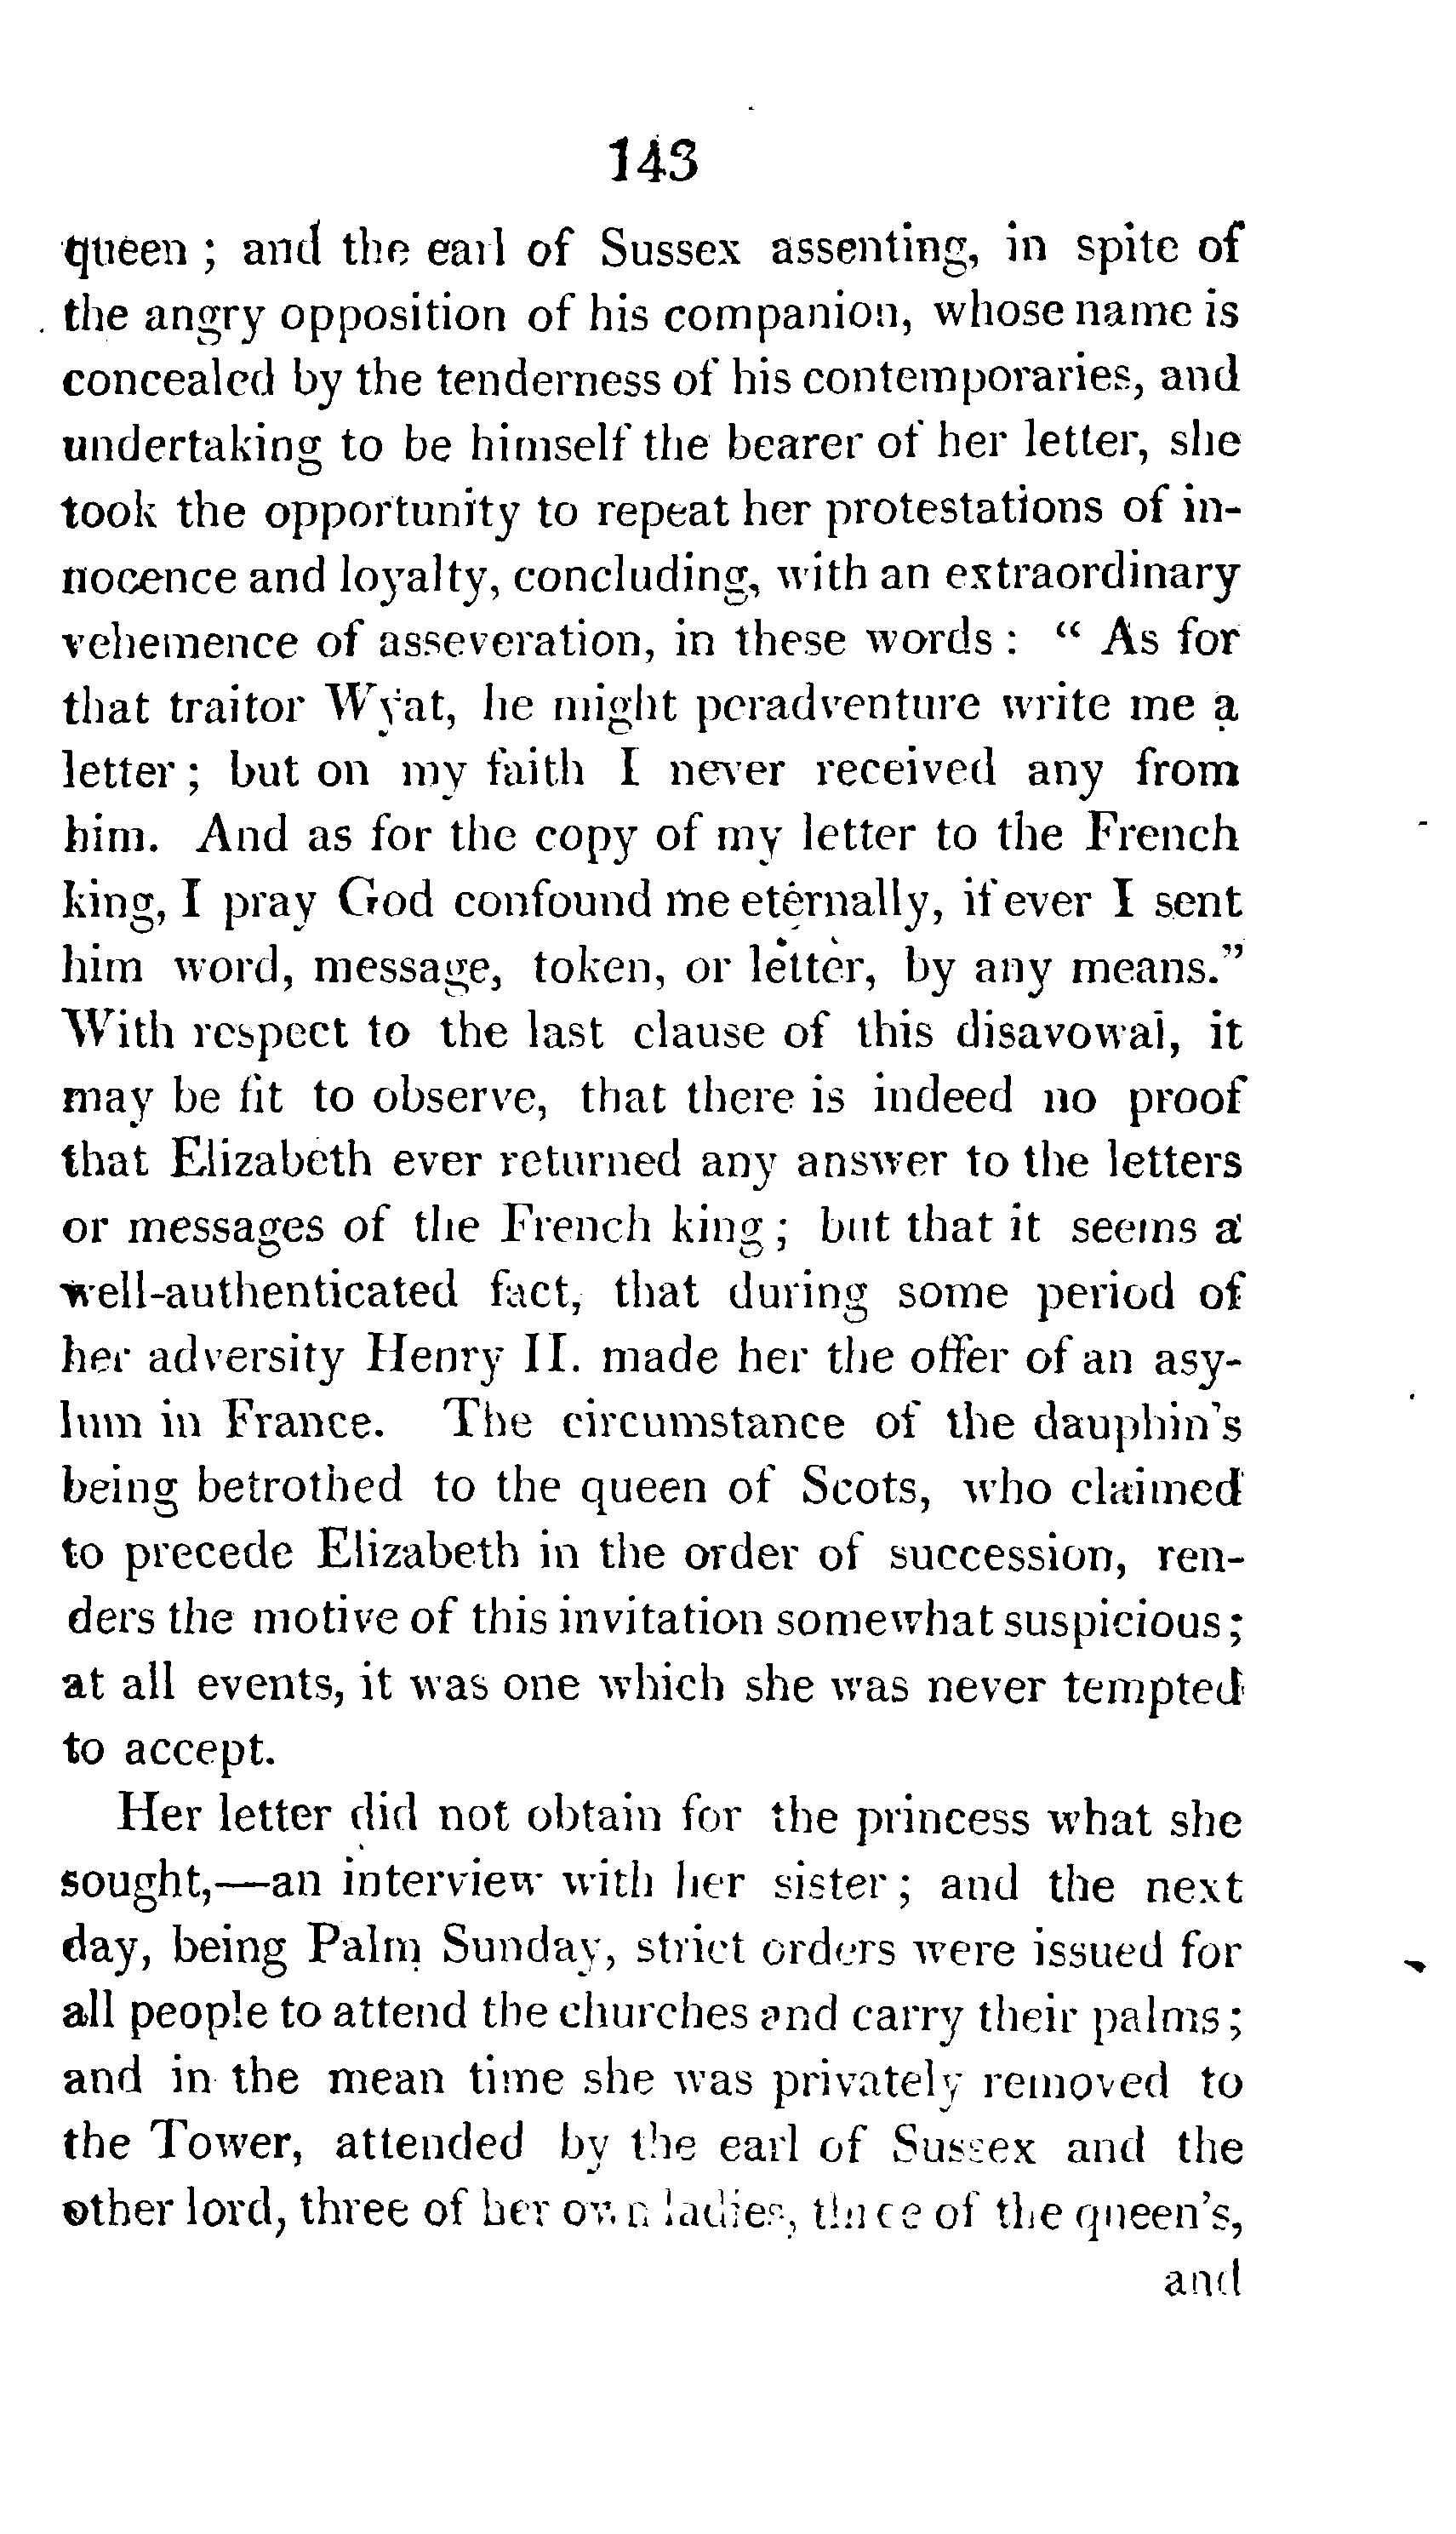 143
queen ; and the earl of Sussex assenting, in spite of
the angry opposition of his companion, whose name is
concealed by the tenderness of his contemporaries, and
undertaking to be himself the bearer of her letter, she
took the opportunity to repeat her protestations of in-
nocence and loyalty, concluding, with an extraordinary
vehemence of asseveration, in these words : “ As for
that traitor Wyat, he might peradventure write me a
letter ; but on my faith I never received any from
him. And as for the copy of my letter to the French
king, I pray God confound me eternally, if ever I sent
him word, message, token, or letter, by any means.”
With respect to the last clause of this disavowal, it
may be fit to observe, that there is indeed no proof
that Elizabeth ever returned any answer to the letters
or messages of the French king ; but that it seems a
well-authenticated fact, that during some period of
her adversity Henry II. made her the offer of an asy-
lum in France. The circumstance of the dauphin's
being betrothed to the queen of Scots, who claimed
to precede Elizabeth in the order of succession, ren-
ders the motive of this invitation somewhat suspicious ;
at all events, it was one which she was never tempted
to accept.
Her letter did not obtain for the princess what she
sought,—an interview with her sister ; and the next
day, being Palm Sunday, strict orders were issued for
all people to attend the churches and carry their palms ;
and in the mean time she was privately removed to
the Tower, attended by the earl of Sussex and the
other lord, three of her own ladies, three of the queen's,
and